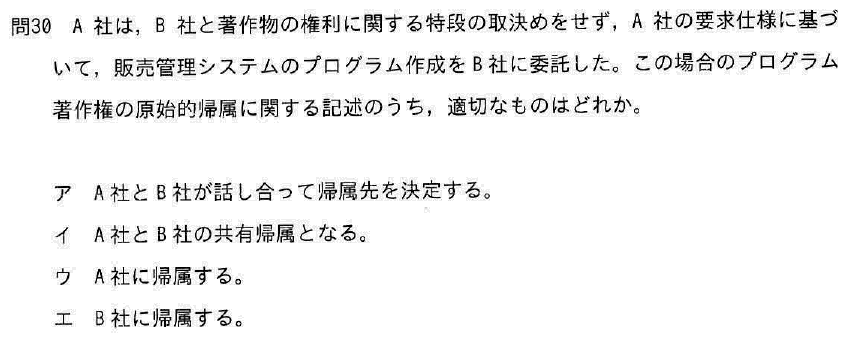 問30 A 社は，B 社と著作物の権利に関する特段の取決めをせず，A 社の要求仕様に基づ
いて，販売管理システムのプログラム作成をB社に委託した。この場合のプログラム
著作権の原始的帰属に関する記述のうち，適切なものはどれか。
ア A社とB社が話し合って帰属先を決定する。
イ A社とB社の共有帰属となる。
ウ A社に帰属する。
エ B社に帰属する。